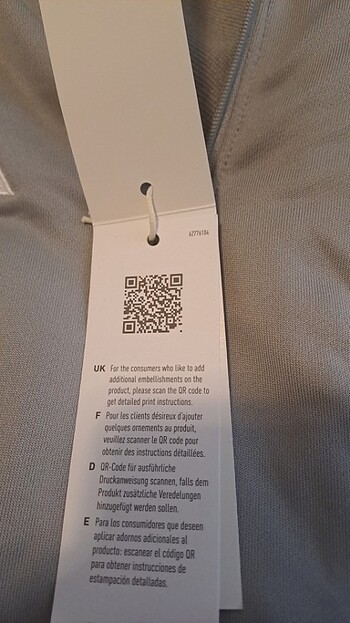 62776104
UK For the consumers who like to add
additional embellishments on the
product, please scan the QR code to
get detailed print instructions.
F Pour les clients désireux d'ajouter
quelques ornements au produit,
veuillez scanner le QR code pour
obtenir des instructions détaillées.
D QR-Code für ausführliche
Druckanweisung scannen, falls dem
Produkt zusätzliche Veredelungen
hinzugefügt werden sollen.
E Para los consumidores que deseen
aplicar adornos adicionales al
producto: escanear el código QR
para obtener instrucciones de
estampación detalladas.